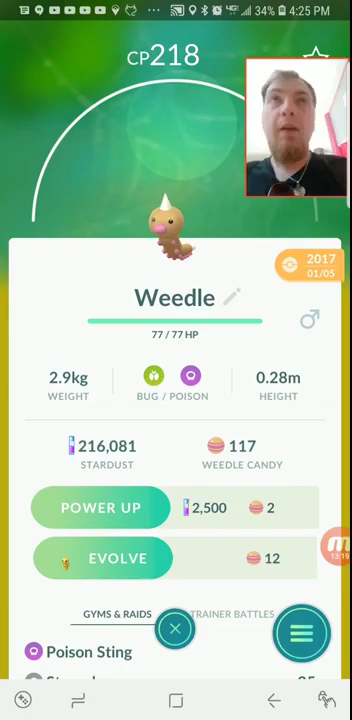 34% 4:25 PM
CP218
2017
01/05
Weedle
77 / 77 HP
2.9kg
WEIGHT
BUG / POISON
0.28m
HEIGHT
216,081
STARDUST
117
WEEDLE CANDY
POWER UP 2,500 2
EVOLVE 12
13:19
GYMS & RAIDS
TRAINER BATTLES
Poison Sting